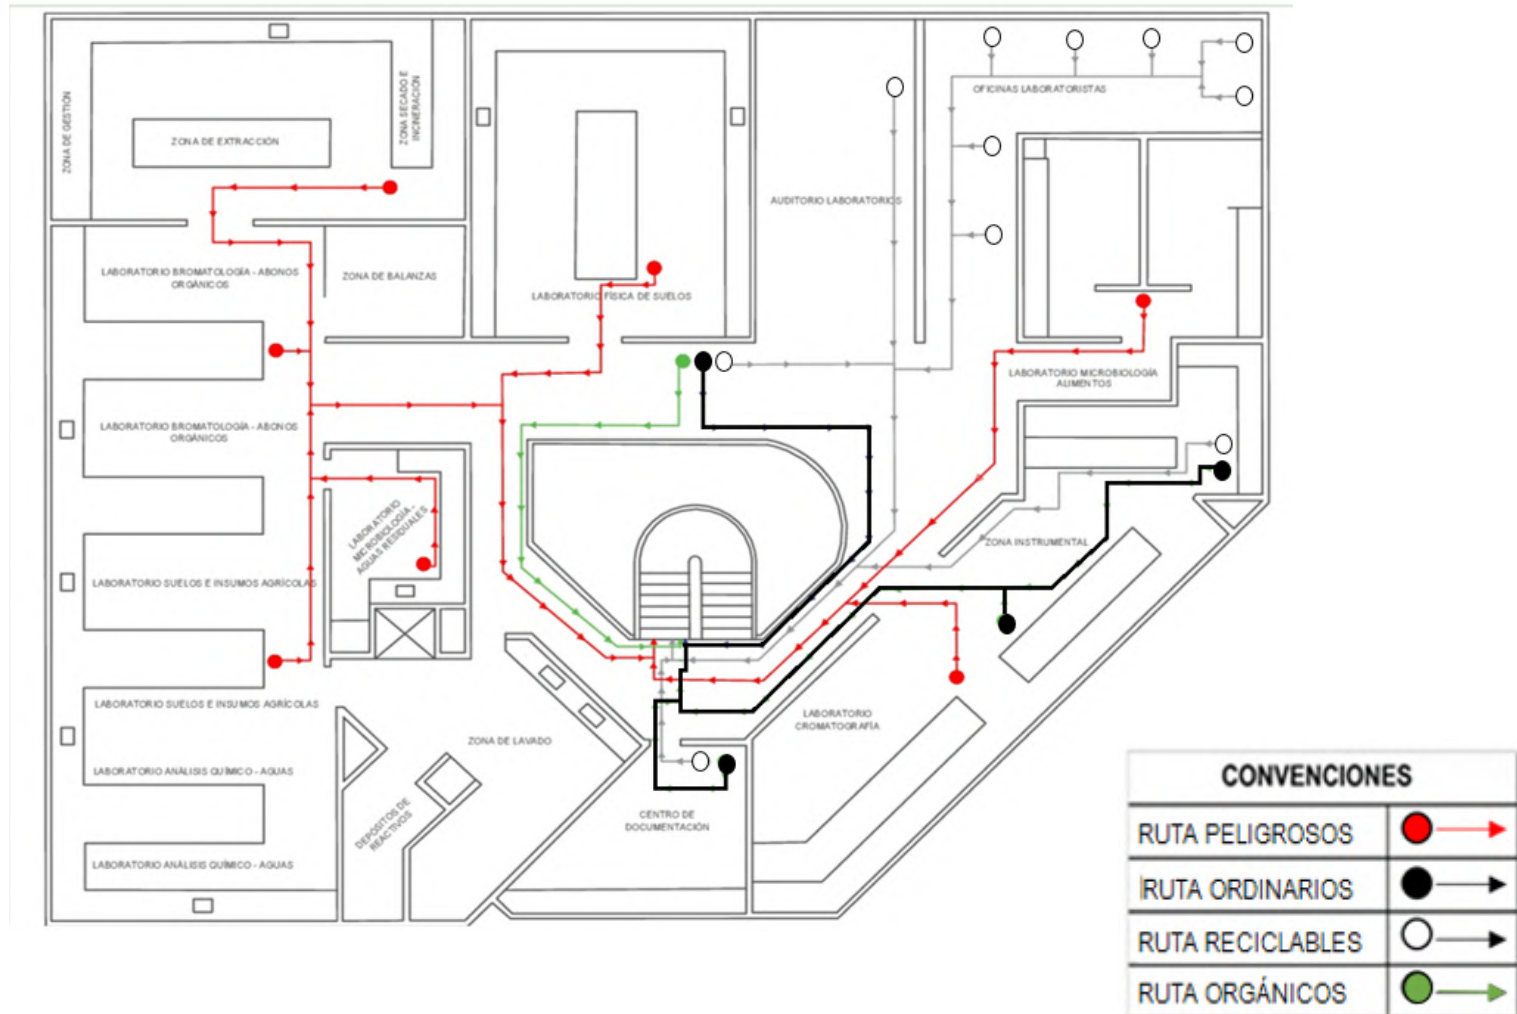 OFICINAS LABORATORISTAS
ZONA DE GESTIÓN
ZONA DE EXTRACCIÓN
ZONA SECADO E
INCINERACIÓN
AUDITORIO LABORATORIOS
LABORATORIO BROMATOLOGÍA - ABONOS
ORGÁNICOS
ZONA DE BALANZAS
LABORATORIO FÍSICA DE SUELOS
LABORATORIO MICROBIOLOGÍA
ALIMENTOS
LABORATORIO BROMATOLOGÍA - ABONOS
ORGÁNICOS
LABORATORIO
MICROBIOLOGÍA -
AGUAS RESIDUALES
ZONA INSTRUMENTAL
LABORATORIO SUELOS E INSUMOS AGRÍCOLAS
LABORATORIO SUELOS E INSUMOS AGRÍCOLAS
LABORATORIO
CROMATOGRAFÍA
ZONA DE LAVADO
LABORATORIO ANÁLISIS QUÍMICO - AGUAS
DEPOSITOS DE
REACTIVOS
CENTRO DE
DOCUMENTACIÓN
LABORATORIO ANÁLISIS QUÍMICO - AGUAS
CONVENCIONES
RUTA PELIGROSOS
RUTA ORDINARIOS
RUTA RECICLABLES
RUTA ORGÁNICOS